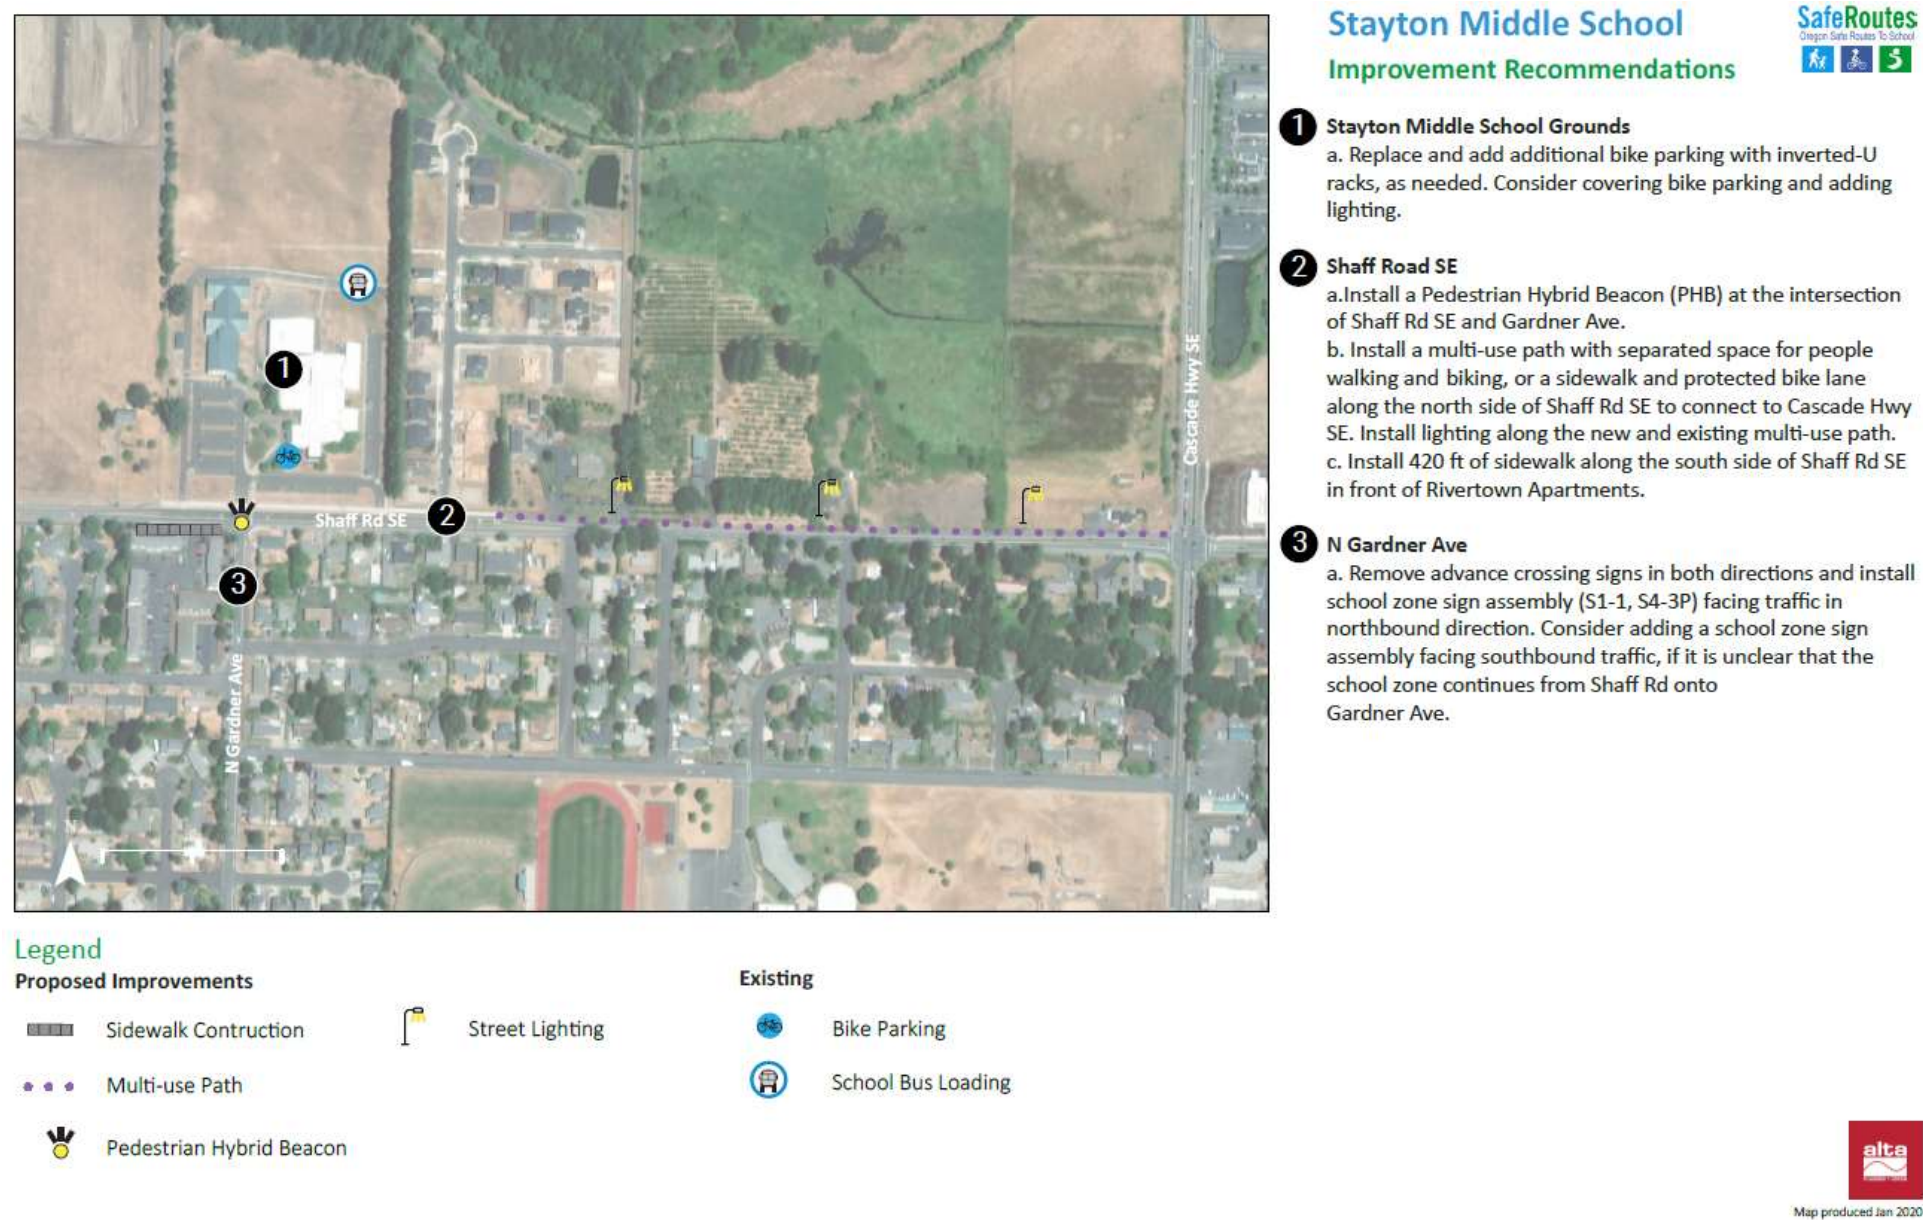 Stayton Middle School
Improvement Recommendations
SafeRoutes
Oregon Safe Routes To School
1 Stayton Middle School Grounds
a. Replace and add additional bike parking with inverted-U
racks, as needed. Consider covering bike parking and adding
lighting.
2 Shaff Road SE
a.Install a Pedestrian Hybrid Beacon (PHB) at the intersection
of Shaff Rd SE and Gardner Ave.
b. Install a multi-use path with separated space for people
walking and biking, or a sidewalk and protected bike lane
along the north side of Shaff Rd SE to connect to Cascade Hwy
SE. Install lighting along the new and existing multi-use path.
c. Install 420 ft of sidewalk along the south side of Shaff Rd SE
in front of Rivertown Apartments.
3 N Gardner Ave
a. Remove advance crossing signs in both directions and install
school zone sign assembly (S1-1, S4-3P) facing traffic in
northbound direction. Consider adding a school zone sign
assembly facing southbound traffic, if it is unclear that the
school zone continues from Shaff Rd onto
Gardner Ave.
1
Cascade Hwy SE
Shaff Rd SE
2
3
N Gardner Ave
Legend
Proposed Improvements
Sidewalk Contruction
Multi-use Path
Pedestrian Hybrid Beacon
Street Lighting
Existing
Bike Parking
School Bus Loading
alta
Map produced Jan 2020